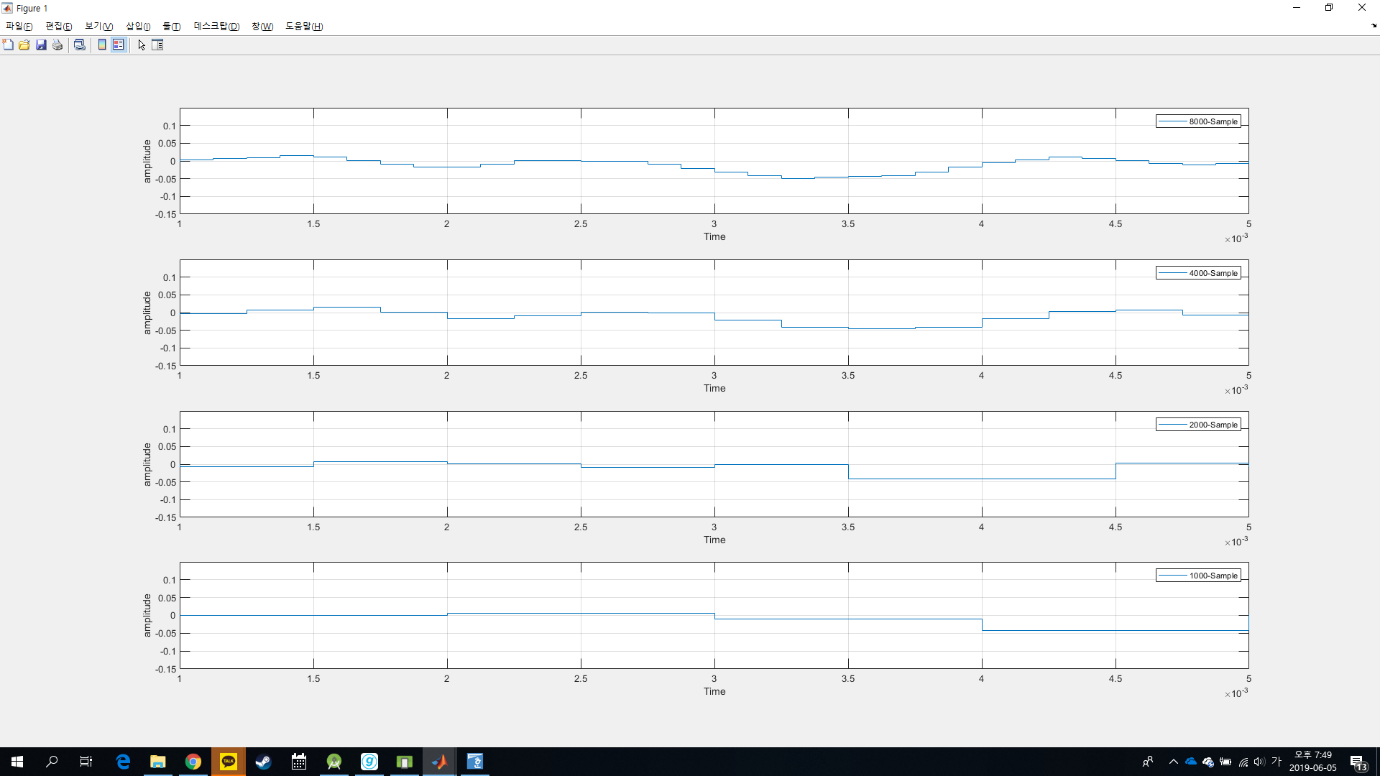 Figure 1
파일(F) 편집(E) 보기(V) 삽입(I) 툴(T) 데스크탑(D) 창(W) 도움말(H)
8000-Sample
0.1
0.05
0
-0.05
-0.1
-0.15
amplitude
1 1.5 2 2.5 3 3.5 4 4.5 5
Time
×10-3
4000-Sample
0.1
0.05
0
-0.05
-0.1
-0.15
amplitude
1 1.5 2 2.5 3 3.5 4 4.5 5
Time
×10-3
2000-Sample
0.1
0.05
0
-0.05
-0.1
-0.15
amplitude
1 1.5 2 2.5 3 3.5 4 4.5 5
Time
×10-3
1000-Sample
0.1
0.05
0
-0.05
-0.1
-0.15
amplitude
1 1.5 2 2.5 3 3.5 4 4.5 5
Time
×10-3
TALK
가
오후 7:49
2019-06-05
13